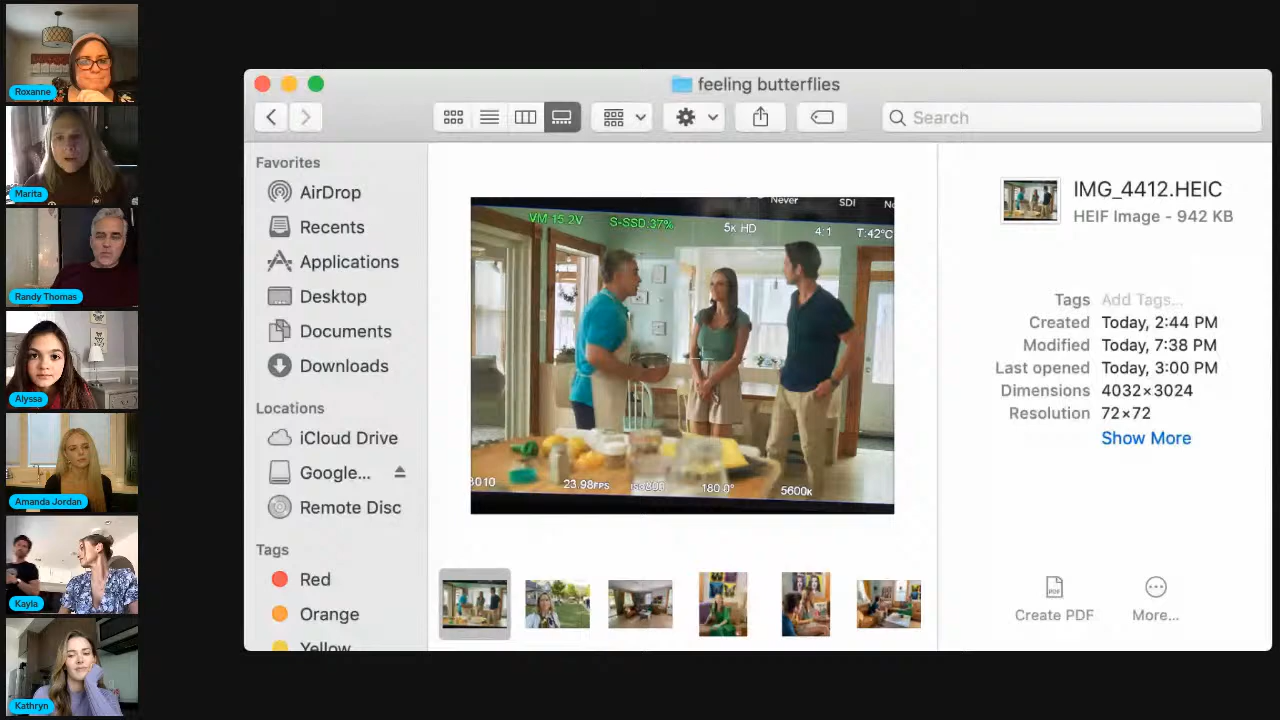 Roxanne
Marita
Randy Thomas
Alyssa
Amanda Jordan
Kayla
Kathryn
feeling butterflies
Search
Favorites
AirDrop
Recents
Applications
Desktop
Documents
Downloads
Locations
iCloud Drive
Google...
Remote Disc
Tags
Red
Orange
Yellow
Never SDI
VM 15.2V S-SSD.37% 5K HD 4:1 T:42°C
23.98FPS ISO800 180.0° 5600K
IMG_4412.HEIC
HEIF Image - 942 KB
Tags Add Tags...
Created Today, 2:44 PM
Modified Today, 7:38 PM
Last opened Today, 3:00 PM
Dimensions 4032×3024
Resolution 72×72
Show More
PDF
Create PDF
More...